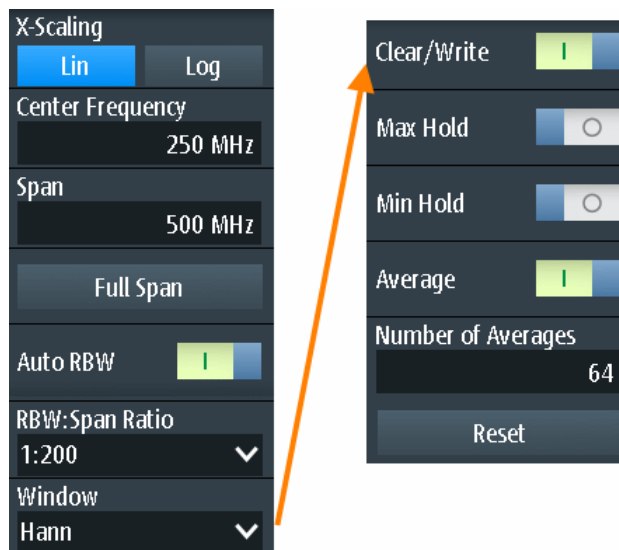 X-Scaling
Lin Log
Center Frequency
250 MHz
Span
500 MHz
Full Span
Auto RBW I
RBW:Span Ratio
1:200
Window
Hann
Clear/Write I
Max Hold O
Min Hold O
Average I
Number of Averages
64
Reset